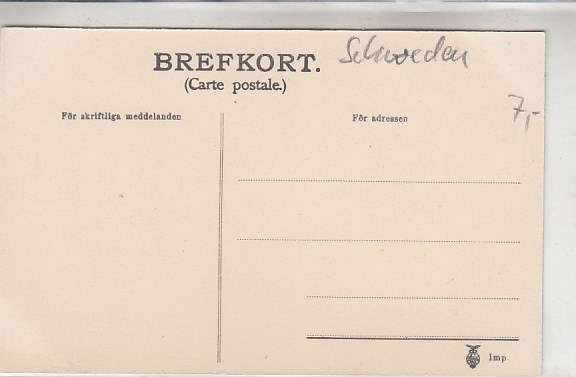 BREFKORT. Schweden
(Carte postale.)
7,-
För skriftliga meddelanden
För adressen
Imp.